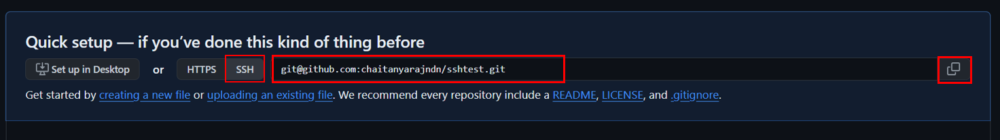 Quick setup — if you’ve done this kind of thing before
Set up in Desktop or HTTPS SSH git@github.com:chaitanyarajndn/sshtest.git
Get started by creating a new file or uploading an existing file. We recommend every repository include a README, LICENSE, and .gitignore.